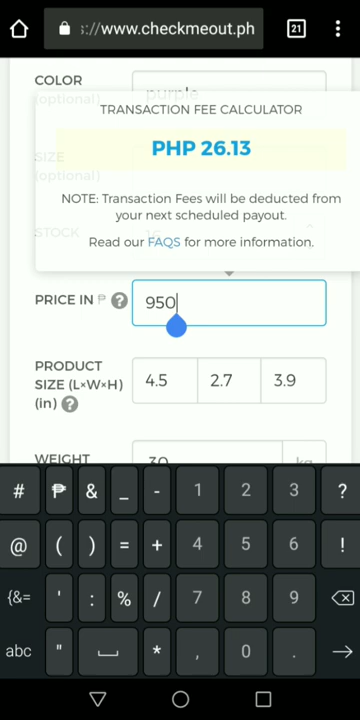 ://www.checkmeout.ph
21
COLOR
(optional)
purple
TRANSACTION FEE CALCULATOR
PHP 26.13
SIZE
(optional)
NOTE: Transaction Fees will be deducted from
your next scheduled payout.
STOCK
Read our FAQS for more information.
PRICE IN ₱ ?
950
PRODUCT
SIZE (L×W×H)
(in) ?
4.5 2.7 3.9
WEIGHT
30 kg
# ₱ & _ - 1 2 3 ?
@ ( ) = + 4 5 6 !
{&= ' : % / 7 8 9
abc " * , 0 .